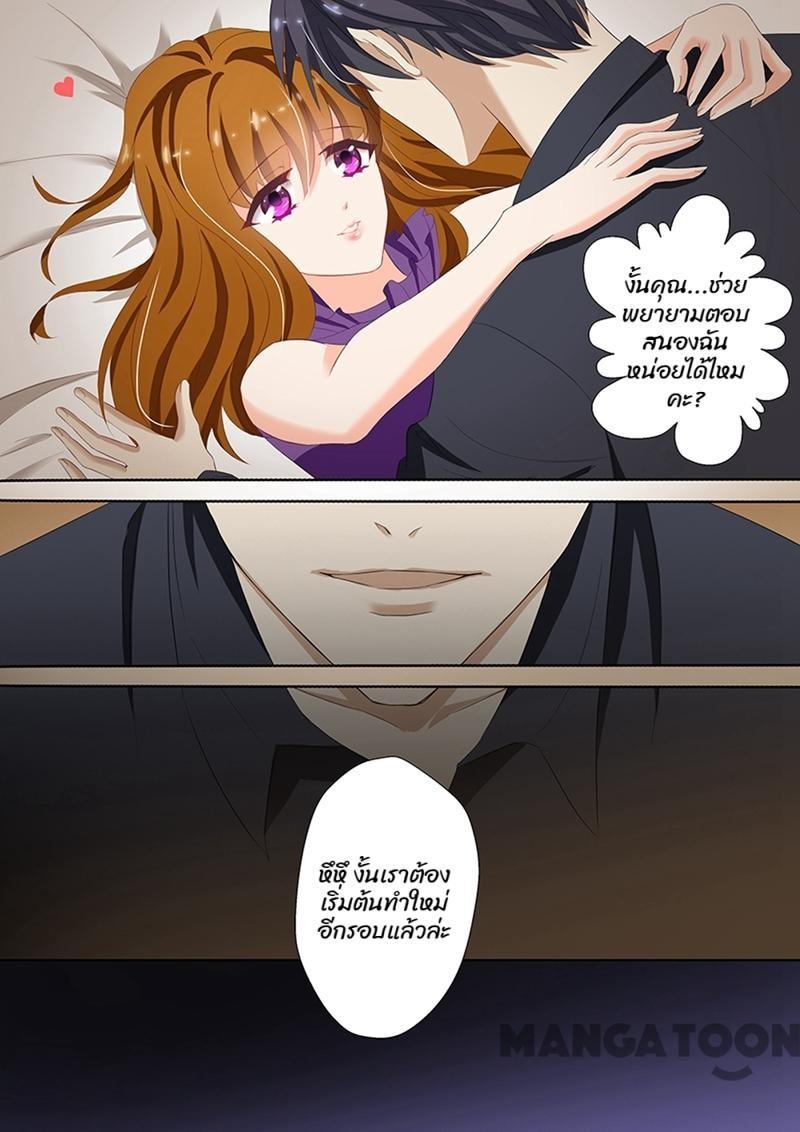 งั้นคุณ...ช่วย
พยายามตอบ
สนองฉัน
หน่อยได้ไหม
คะ?
หึหึ งั้นเราต้อง
เริ่มต้นทำใหม่
อีกรอบแล้วล่ะ
MANGATOON